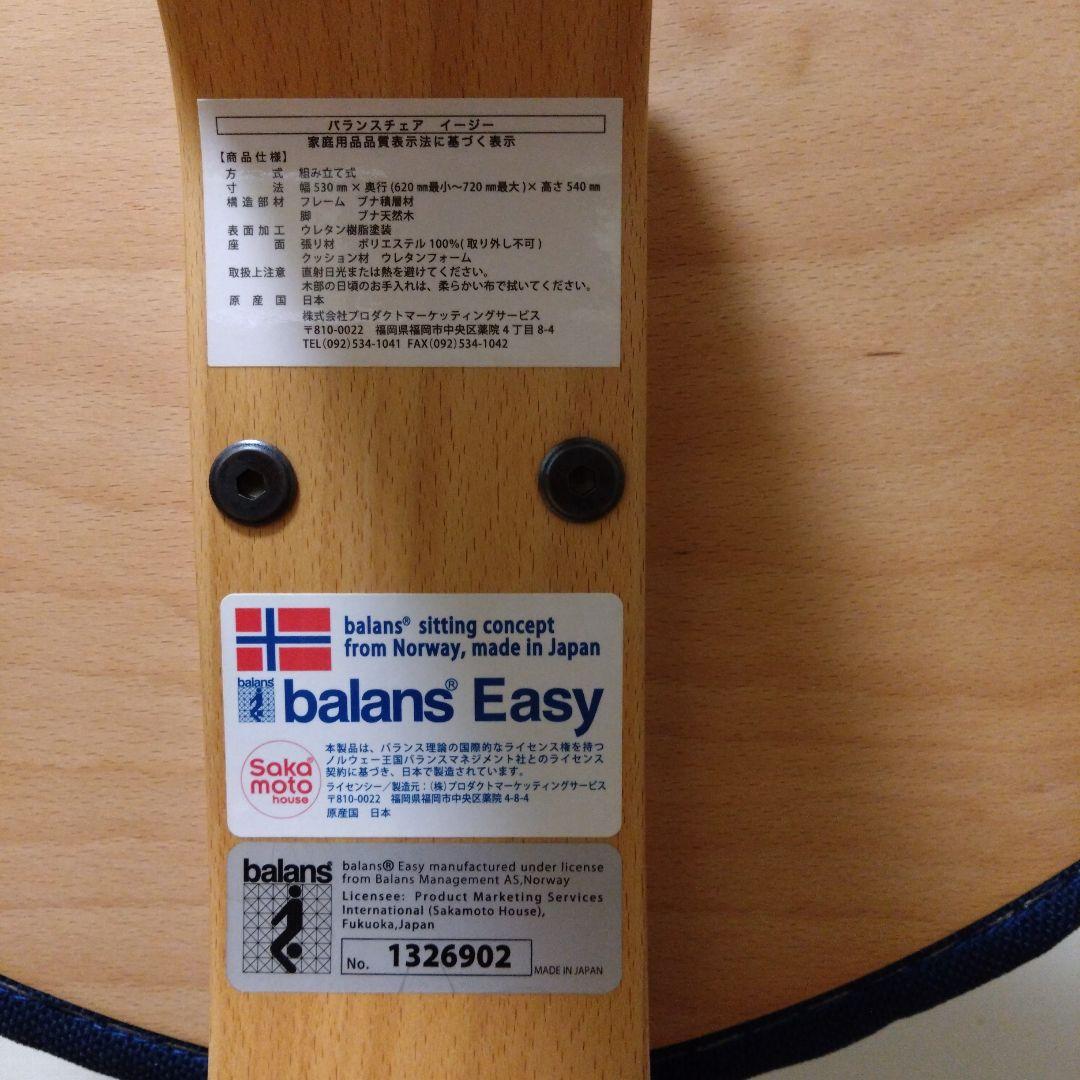 バランスチェア　イージー
家庭用品品質表示法に基づく表示
【商品仕様】
方　式　組み立て式
寸　法　幅 530 ㎜ × 奥行 (620 ㎜最小～720 ㎜最大)× 高さ 540 ㎜
構造部材　フレーム　ブナ積層材
脚　ブナ天然木
表面加工　ウレタン樹脂塗装
座　面　張り材　ポリエステル 100%( 取り外し不可 )
クッション材　ウレタンフォーム
取扱上注意　直射日光または熱を避けてください。
木部の日頃のお手入れは、柔らかい布で拭いてください。
原産国　日本
株式会社プロダクトマーケッティングサービス
〒810-0022　福岡県福岡市中央区薬院 4 丁目 8-4
TEL(092)534-1041 FAX(092)534-1042
balans® sitting concept
from Norway, made in Japan
balans®
balans® Easy
本製品は、バランス理論の国際的なライセンス権を持つ
ノルウェー王国バランスマネジメント社とのライセンス
契約に基づき、日本で製造されています。
Saka
moto
house
ライセンシー／製造元：(株)プロダクトマーケッティングサービス
〒810-0022　福岡県福岡市中央区薬院 4-8-4
原産国　日本
balans®
balans® Easy manufactured under license
from Balans Management AS,Norway
Licensee: Product Marketing Services
International (Sakamoto House),
Fukuoka,Japan
No. 1326902
MADE IN JAPAN